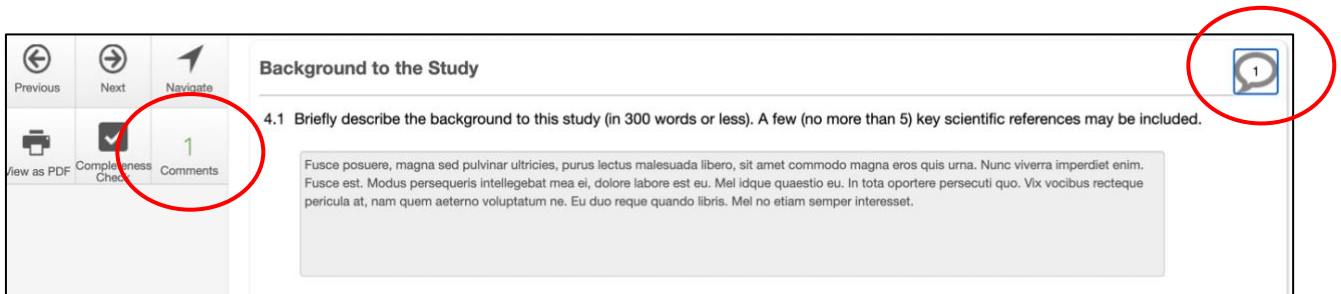 Previous
Next
Navigate
View as PDF
Completeness
Check
1
Comments
Background to the Study
1
4.1 Briefly describe the background to this study (in 300 words or less). A few (no more than 5) key scientific references may be included.
Fusce posuere, magna sed pulvinar ultricies, purus lectus malesuada libero, sit amet commodo magna eros quis urna. Nunc viverra imperdiet enim.
Fusce est. Modus persequeris intellegebat mea ei, dolore labore est eu. Mel idque quaestio eu. In tota oportere persecuti quo. Vix vocibus recteque
pericula at, nam quem aeterno voluptatum ne. Eu duo reque quando libris. Mel no etiam semper interesset.